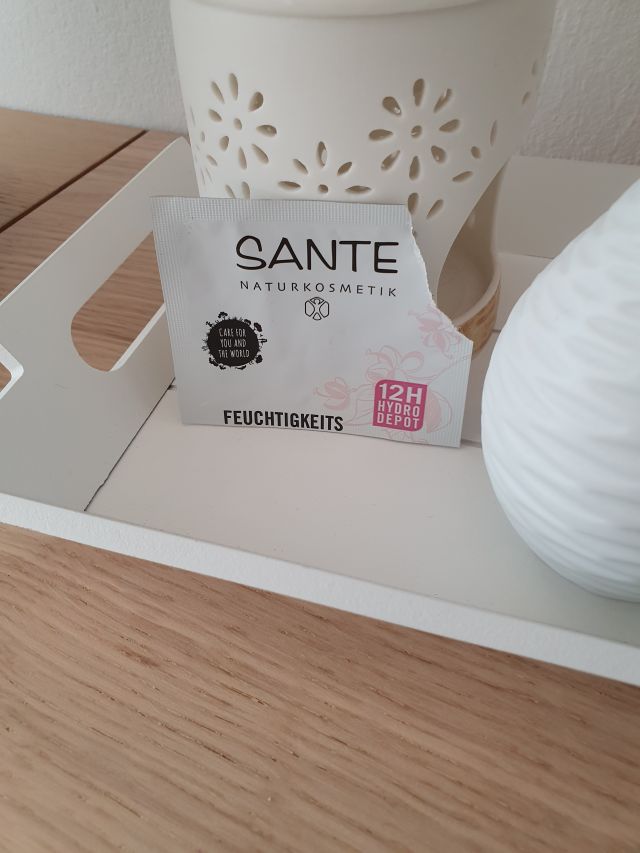 SANTE
NATURKOSMETIK
CARE FOR
YOU AND
THE WORLD
12H
HYDRO
DEPOT
FEUCHTIGKEITS